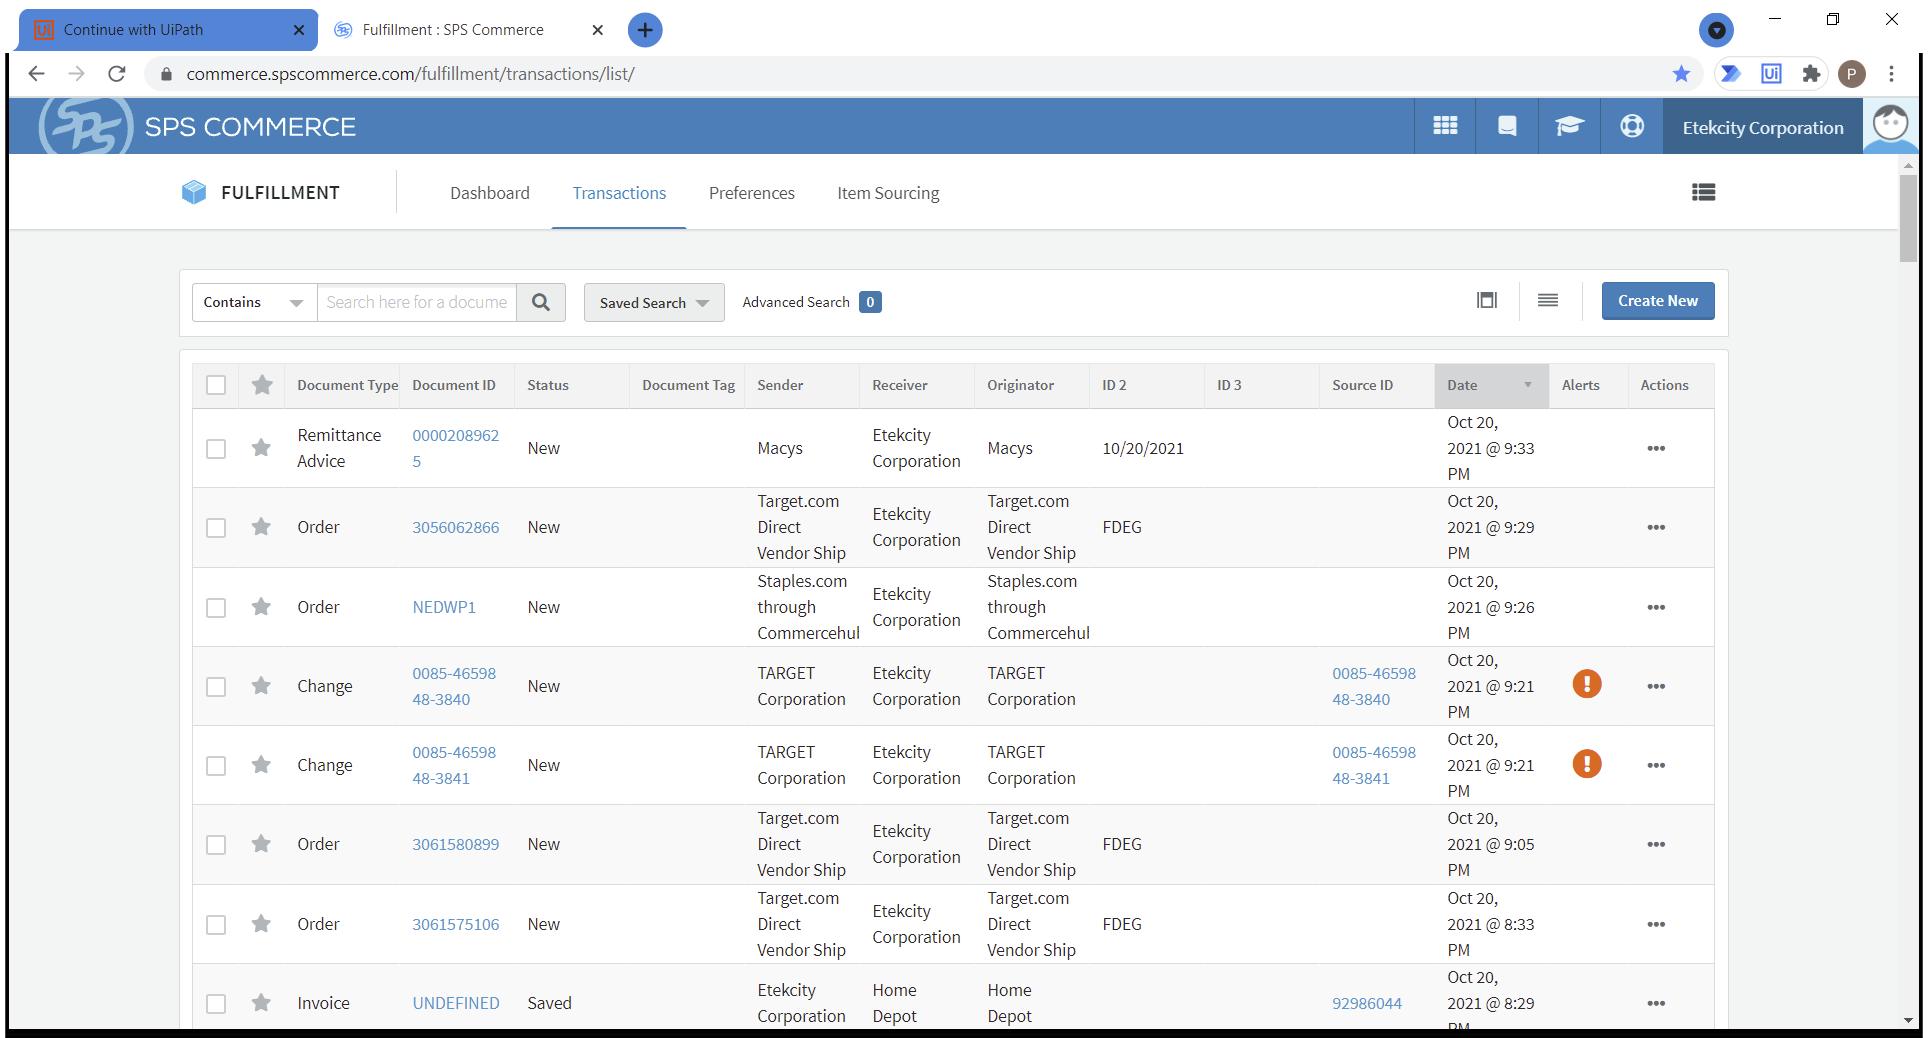 Continue with UiPath
Fulfillment : SPS Commerce
commerce.spscommerce.com/fulfillment/transactions/list/
P
SPS SPS COMMERCE
Etekcity Corporation
FULFILLMENT
Dashboard Transactions Preferences Item Sourcing
Contains Search here for a docume Saved Search Advanced Search 0 Create New
Document Type Document ID Status Document Tag Sender Receiver Originator ID 2 ID 3 Source ID Date Alerts Actions
Remittance
Advice
0000208962
5
New
Macys
Etekcity
Corporation
Macys
10/20/2021
Oct 20,
2021 @ 9:33
PM
Order
3056062866
New
Target.com
Direct
Vendor Ship
Etekcity
Corporation
Target.com
Direct
Vendor Ship
FDEG
Oct 20,
2021 @ 9:29
PM
Order
NEDWP1
New
Staples.com
through
Commercehul
Etekcity
Corporation
Staples.com
through
Commercehul
Oct 20,
2021 @ 9:26
PM
Change
0085-46598
48-3840
New
TARGET
Corporation
Etekcity
Corporation
TARGET
Corporation
0085-46598
48-3840
Oct 20,
2021 @ 9:21
PM
Change
0085-46598
48-3841
New
TARGET
Corporation
Etekcity
Corporation
TARGET
Corporation
0085-46598
48-3841
Oct 20,
2021 @ 9:21
PM
Order
3061580899
New
Target.com
Direct
Vendor Ship
Etekcity
Corporation
Target.com
Direct
Vendor Ship
FDEG
Oct 20,
2021 @ 9:05
PM
Order
3061575106
New
Target.com
Direct
Vendor Ship
Etekcity
Corporation
Target.com
Direct
Vendor Ship
FDEG
Oct 20,
2021 @ 8:33
PM
Invoice
UNDEFINED
Saved
Etekcity
Corporation
Home
Depot
Home
Depot
92986044
Oct 20,
2021 @ 8:29
PM